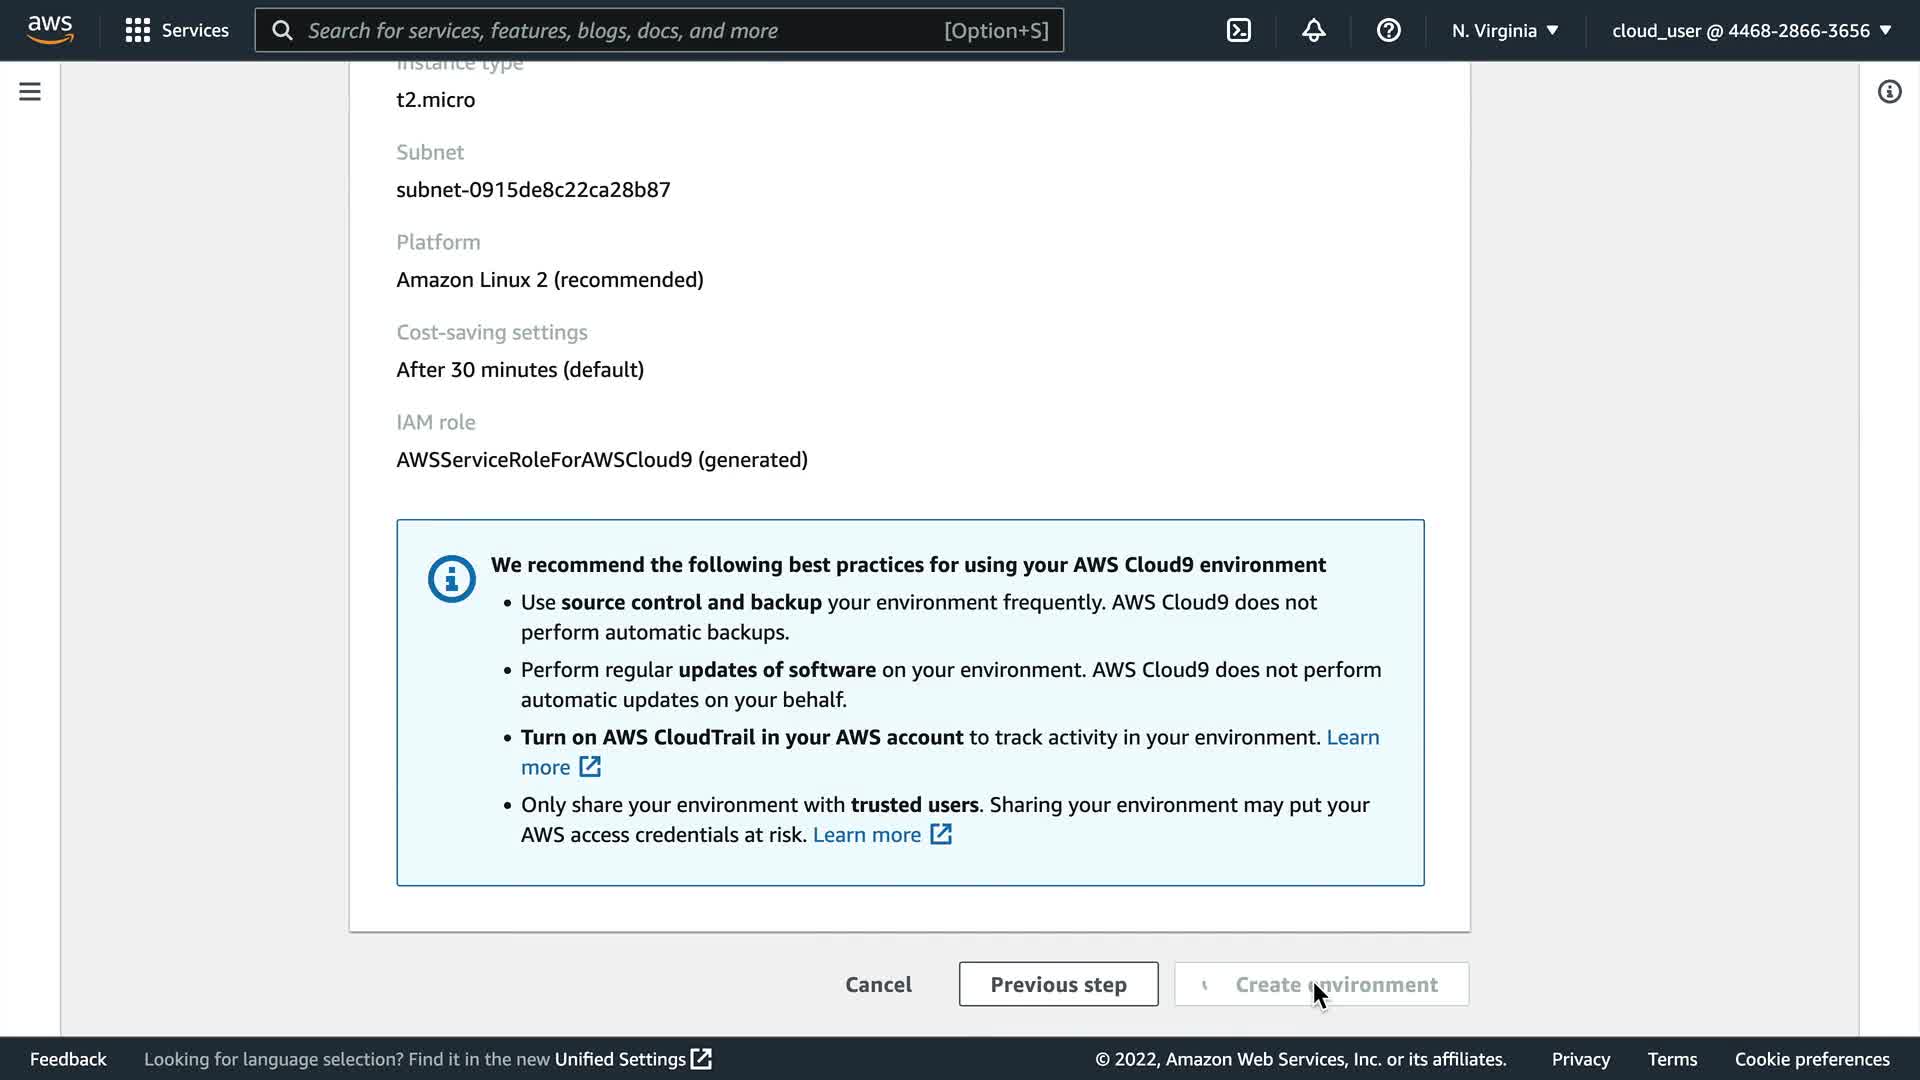 aws
Services
Search for services, features, blogs, docs, and more
[Option+S]
N. Virginia
cloud_user @ 4468-2866-3656
Instance type
t2.micro
Subnet
subnet-0915de8c22ca28b87
Platform
Amazon Linux 2 (recommended)
Cost-saving settings
After 30 minutes (default)
IAM role
AWSServiceRoleForAWSCloud9 (generated)
We recommend the following best practices for using your AWS Cloud9 environment
• Use source control and backup your environment frequently. AWS Cloud9 does not
perform automatic backups.
• Perform regular updates of software on your environment. AWS Cloud9 does not perform
automatic updates on your behalf.
• Turn on AWS CloudTrail in your AWS account to track activity in your environment. Learn
more
• Only share your environment with trusted users. Sharing your environment may put your
AWS access credentials at risk. Learn more
Cancel
Previous step
Create environment
Feedback
Looking for language selection? Find it in the new Unified Settings
© 2022, Amazon Web Services, Inc. or its affiliates.
Privacy
Terms
Cookie preferences